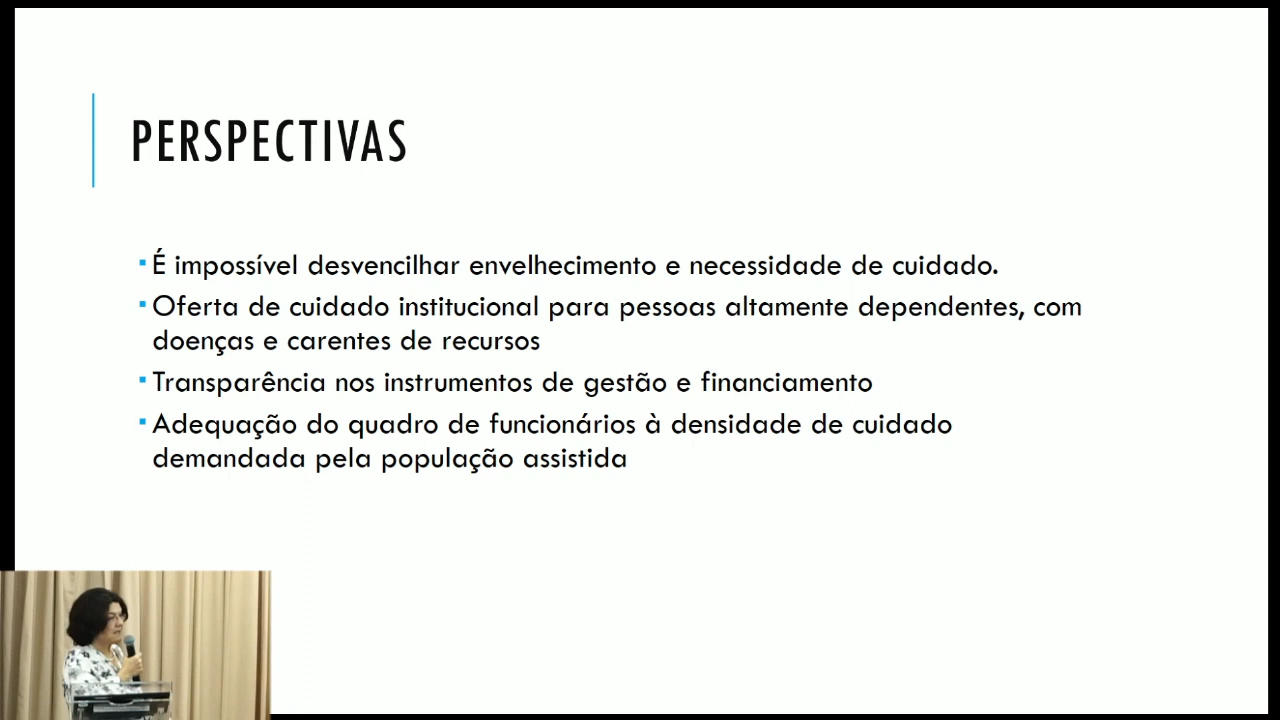 PERSPECTIVAS
É impossível desvencilhar envelhecimento e necessidade de cuidado.
Oferta de cuidado institucional para pessoas altamente dependentes, com
doenças e carentes de recursos
Transparência nos instrumentos de gestão e financiamento
Adequação do quadro de funcionários à densidade de cuidado
demandada pela população assistida